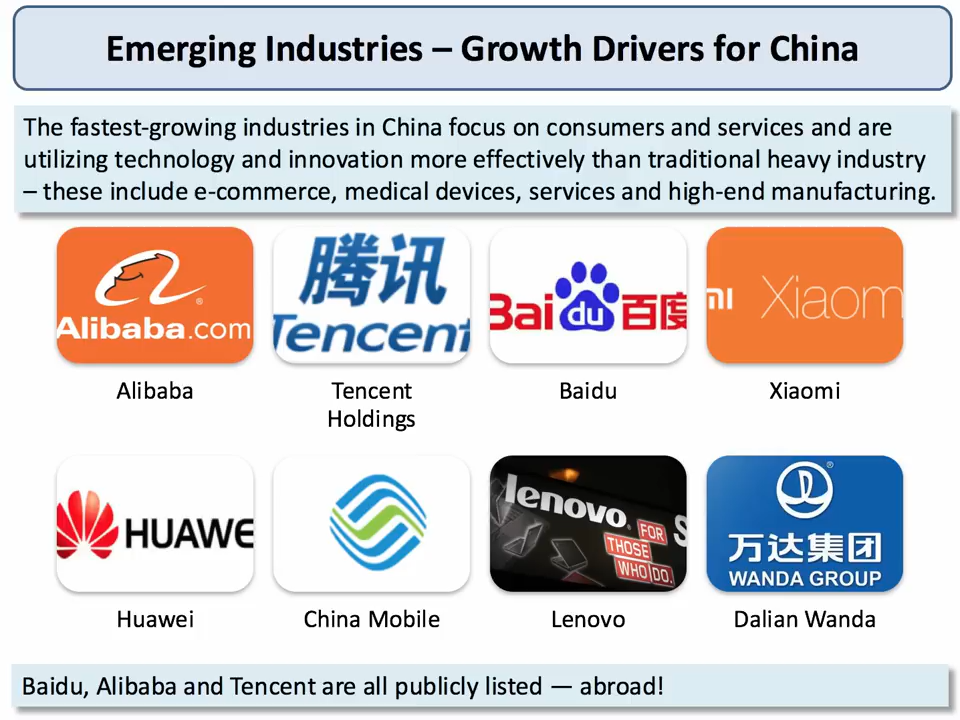 Emerging Industries – Growth Drivers for China
The fastest-growing industries in China focus on consumers and services and are
utilizing technology and innovation more effectively than traditional heavy industry
– these include e-commerce, medical devices, services and high-end manufacturing.
Alibaba.com
腾讯
Tencent
Bai du 百度
MI Xiaom
Alibaba
Tencent
Holdings
Baidu
Xiaomi
HUAWE
lenovo
FOR
THOSE
WHO DO.
万达集团
WANDA GROUP
Huawei
China Mobile
Lenovo
Dalian Wanda
Baidu, Alibaba and Tencent are all publicly listed — abroad!